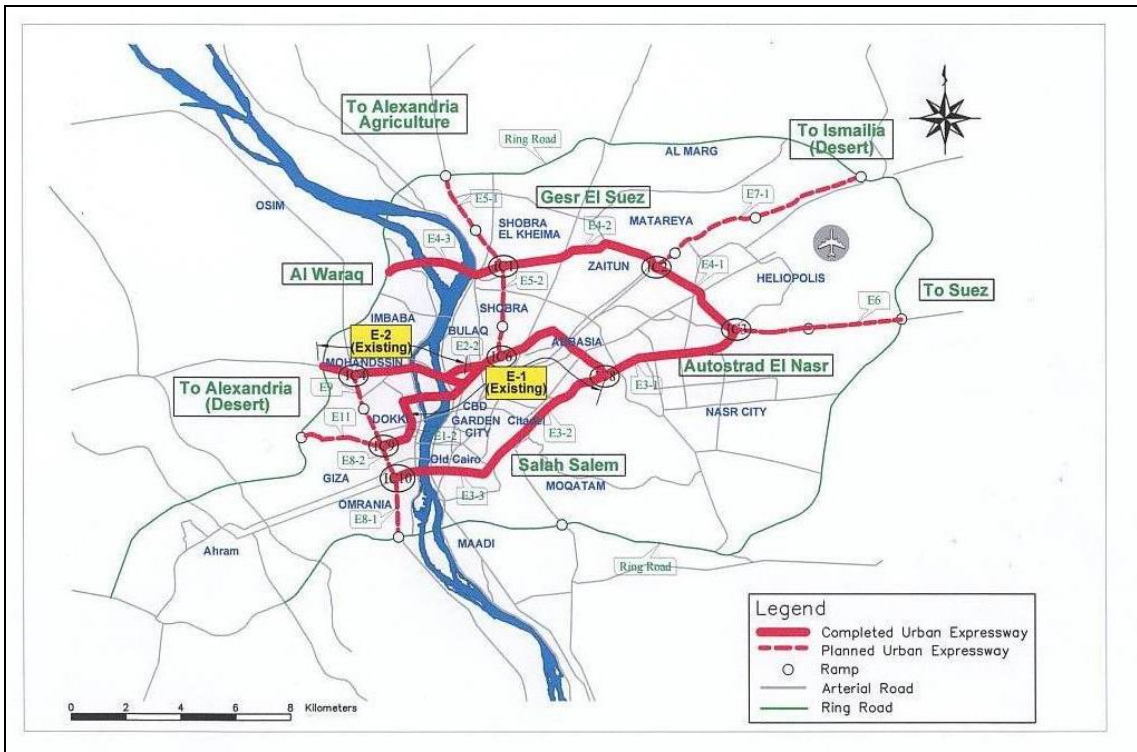 To Alexandria
Agriculture
Ring Road
AL MARG
To Ismailia
(Desert)
OSIM
E5-1
Gesr El Suez
E7-1
SHOBRA
EL KHEIMA
E4-2
MATAREYA
E4-3
Al Waraq
IC1
ZAITUN
IC2
E4-1
HELIOPOLIS
E5-2
To Suez
SHOBRA
IMBABA
BULAQ
E6
IC3
E-2
(Existing)
E2-2
ABBASIA
MOHANDSSIN
IC6
E-1
(Existing)
Autostrad El Nasr
To Alexandria
(Desert)
E9
E3-1
E11
DOKKI
CBD
GARDEN
CITY
Citadel
NASR CITY
E1-2
IC9
E3-2
E8-2
Old Cairo
Salah Salem
GIZA
IC10
E3-3
MOQATAM
OMRANIA
E8-1
Ahram
MAADI
Ring Road
Legend
Completed Urban Expressway
Planned Urban Expressway
Ramp
Arterial Road
Ring Road
0 2 4 6 8 Kilometers